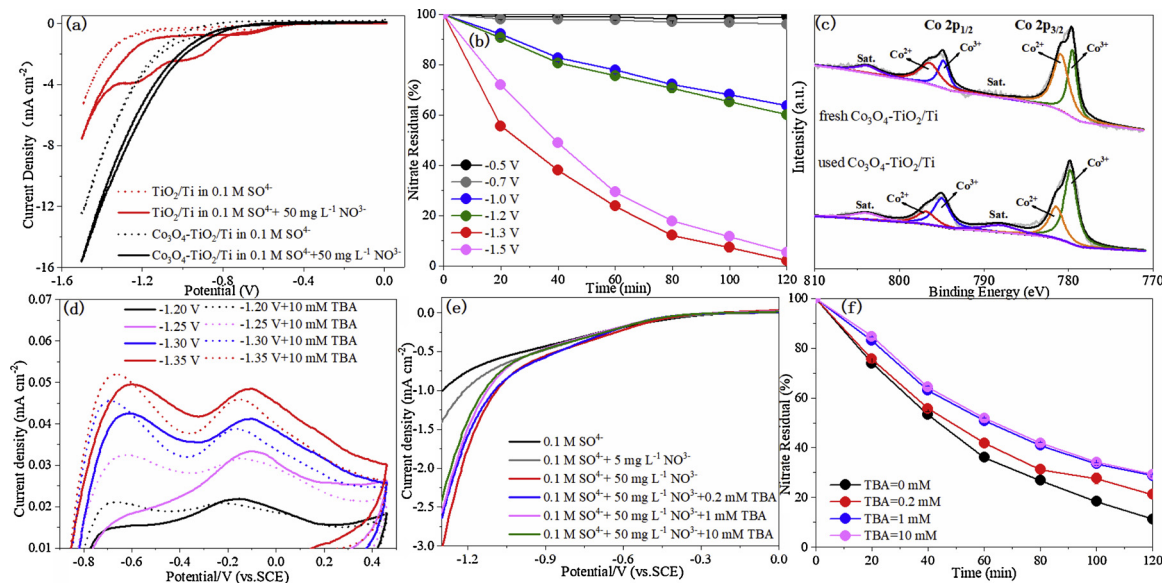 (a)
Current Density (mA cm⁻²)
0
-4
-8
-12
-16
TiO₂/Ti in 0.1 M SO⁴⁻
TiO₂/Ti in 0.1 M SO⁴⁻+ 50 mg L⁻¹ NO³⁻
Co₃O₄-TiO₂/Ti in 0.1 M SO⁴⁻
Co₃O₄-TiO₂/Ti in 0.1 M SO⁴⁻+50 mg L⁻¹ NO³⁻
-1.6 -1.2 -0.8 -0.4 0.0
Potential (V)
(b)
Nitrate Residual (%)
100
80
60
40
20
0
-0.5 V
-0.7 V
-1.0 V
-1.2 V
-1.3 V
-1.5 V
0 20 40 60 80 100 120
Time (min)
(c)
Intensity (a.u.)
Co 2p₁/₂ Co 2p₃/₂
Co²⁺ Co³⁺ Co²⁺ Co³⁺
Sat. Sat.
fresh Co₃O₄-TiO₂/Ti
used Co₃O₄-TiO₂/Ti
Co²⁺ Co³⁺ Co²⁺ Co³⁺
Sat. Sat.
810 800 790 780 770
Binding Energy (eV)
(d)
Current density (mA cm⁻²)
0.07
0.06
0.05
0.04
0.03
0.02
0.01
-1.20 V -1.20 V+10 mM TBA
-1.25 V -1.25 V+10 mM TBA
-1.30 V -1.30 V+10 mM TBA
-1.35 V -1.35 V+10 mM TBA
-0.8 -0.6 -0.4 -0.2 0.0 0.2 0.4
Potential/V (vs.SCE)
(e)
Current density (mA cm⁻²)
0.0
-0.5
-1.0
-1.5
-2.0
-2.5
-3.0
0.1 M SO⁴⁻
0.1 M SO⁴⁻+ 5 mg L⁻¹ NO³⁻
0.1 M SO⁴⁻+ 50 mg L⁻¹ NO³⁻
0.1 M SO⁴⁻+ 50 mg L⁻¹ NO³⁻+0.2 mM TBA
0.1 M SO⁴⁻+ 50 mg L⁻¹ NO³⁻+1 mM TBA
0.1 M SO⁴⁻+ 50 mg L⁻¹ NO³⁻+10 mM TBA
-1.2 -0.9 -0.6 -0.3 0.0
Potential/V (vs.SCE)
(f)
Nitrate Residual (%)
100
80
60
40
20
0
TBA=0 mM
TBA=0.2 mM
TBA=1 mM
TBA=10 mM
0 20 40 60 80 100 120
Time (min)